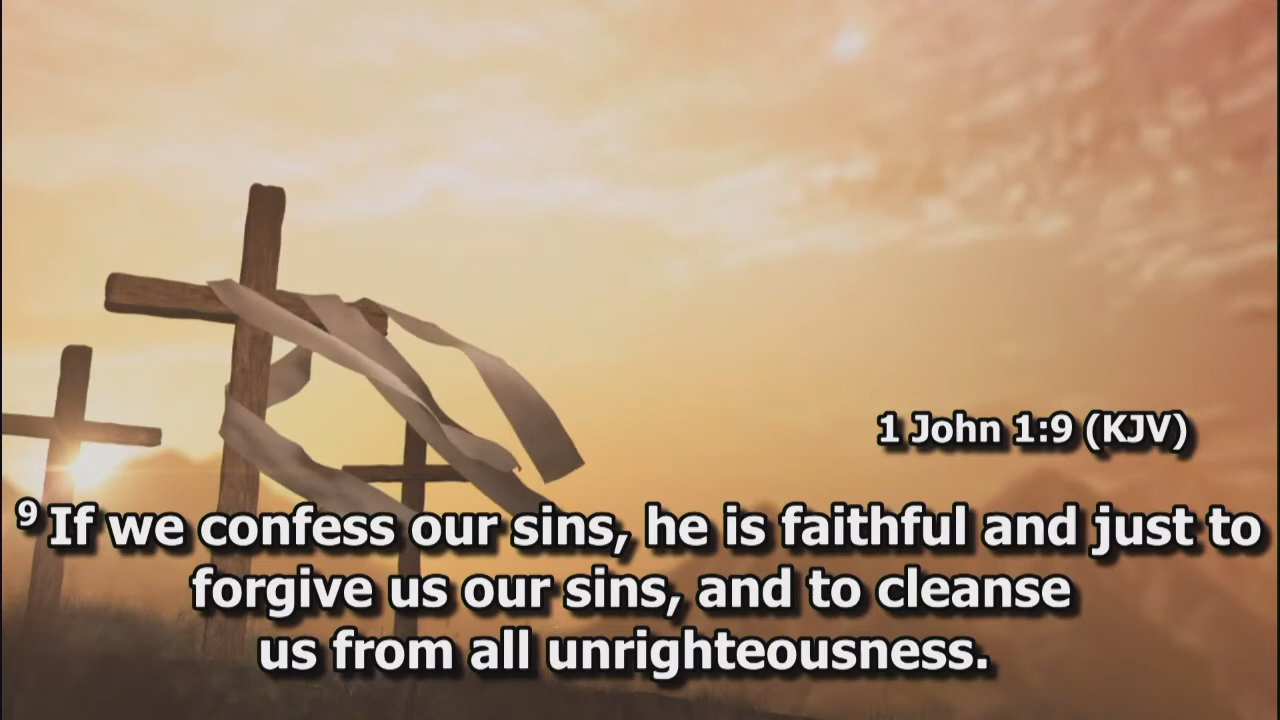 1 John 1:9 (KJV)
9 If we confess our sins, he is faithful and just to
forgive us our sins, and to cleanse
us from all unrighteousness.